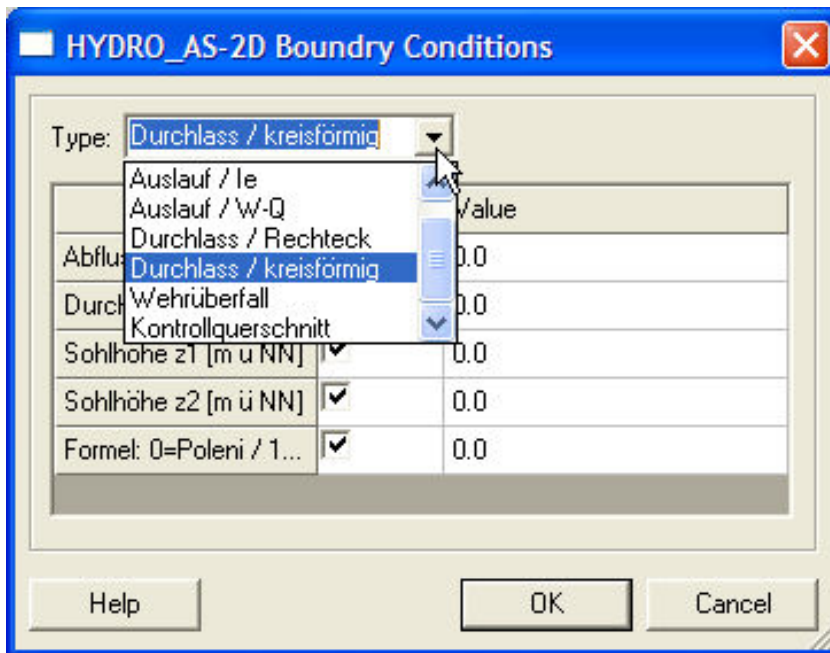 HYDRO_AS-2D Boundry Conditions
Type: Durchlass / kreisförmig
Auslauf / Ie
Auslauf / W-Q
Value
Durchlass / Rechteck
Durchlass / kreisförmig
0.0
Wehrüberfall
0.0
Kontrollquerschnitt
Sohlhöhe z1 [m ü NN] 0.0
Sohlhöhe z2 [m ü NN] 0.0
Formel: 0=Poleni / 1... 0.0
Help OK Cancel